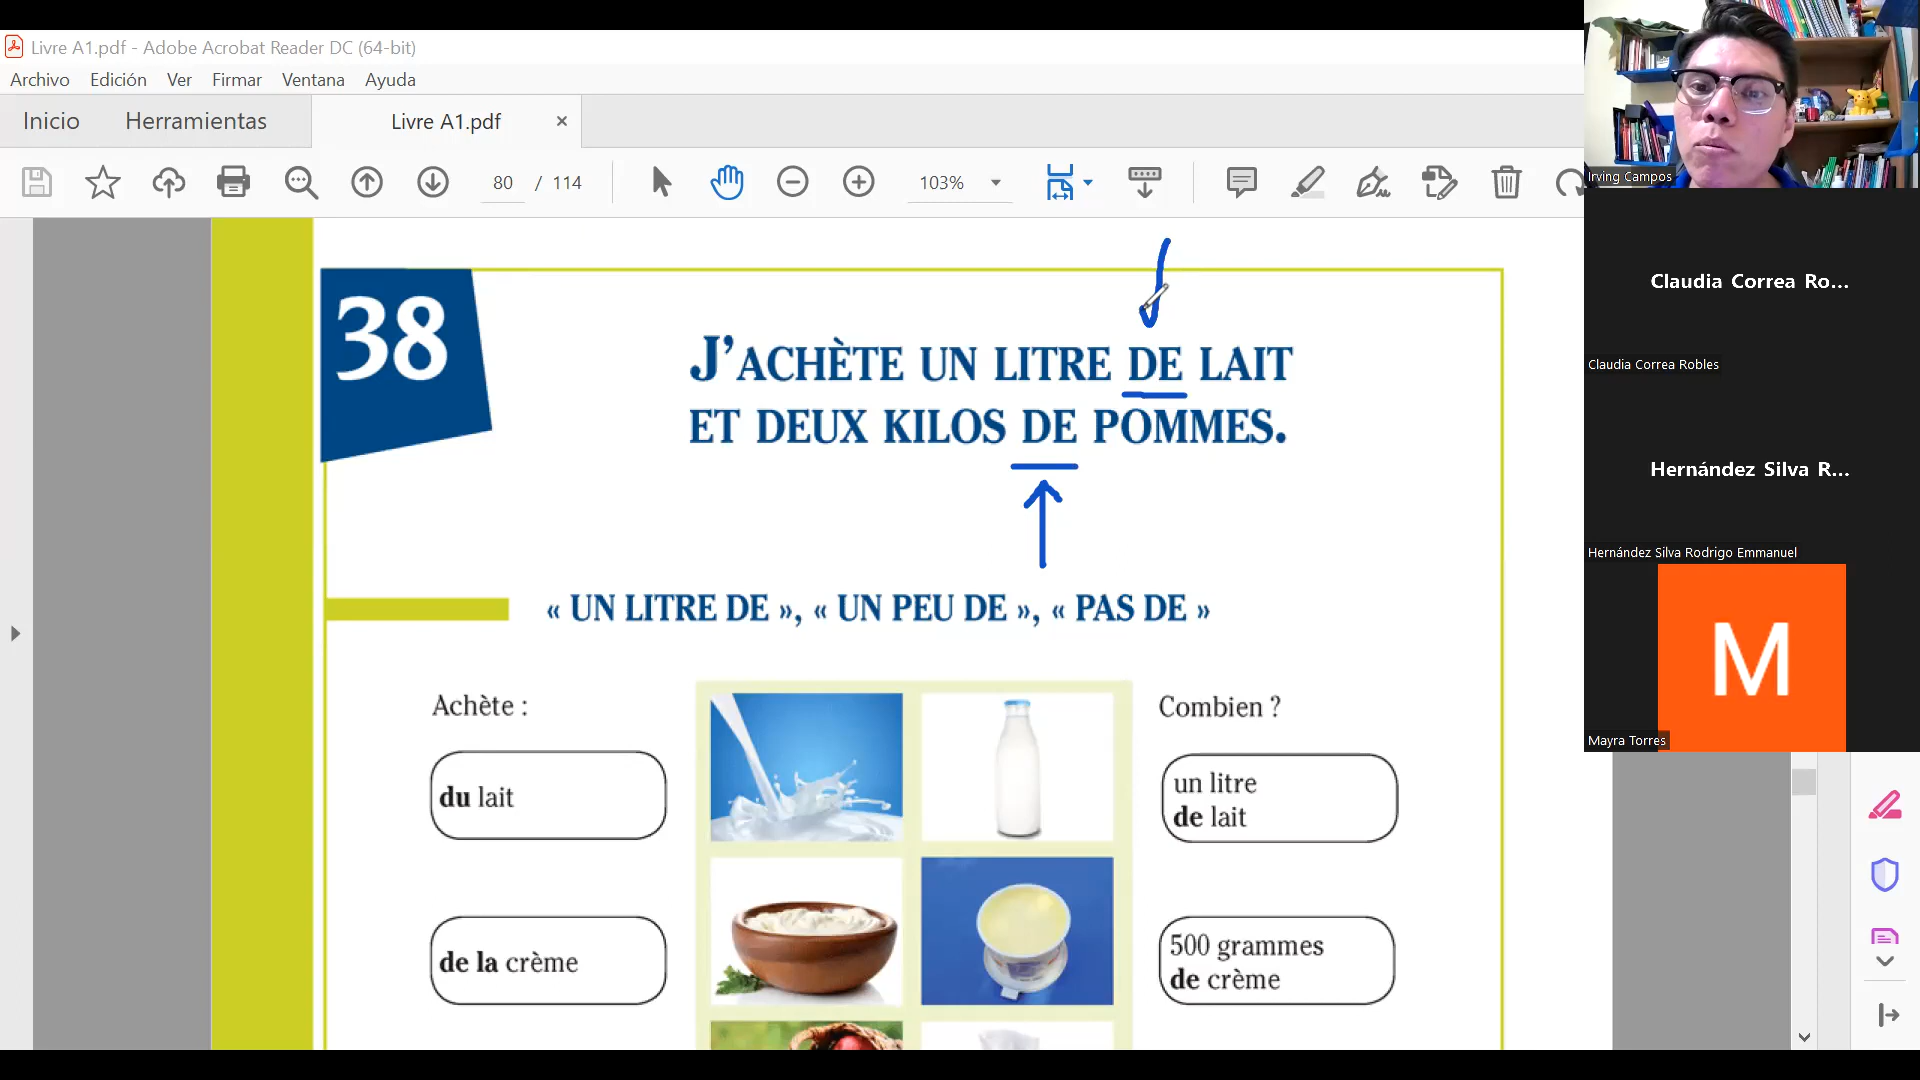 Livre A1.pdf - Adobe Acrobat Reader DC (64-bit)
Archivo Edición Ver Firmar Ventana Ayuda
Inicio Herramientas Livre A1.pdf ×
80 / 114 103%
38
J'ACHÈTE UN LITRE DE LAIT
ET DEUX KILOS DE POMMES.
« UN LITRE DE », « UN PEU DE », « PAS DE »
Achète :
Combien ?
du lait
un litre
de lait
de la crème
500 grammes
de crème
Irving Campos
Claudia Correa Ro...
Claudia Correa Robles
Hernández Silva R...
Hernández Silva Rodrigo Emmanuel
M
Mayra Torres